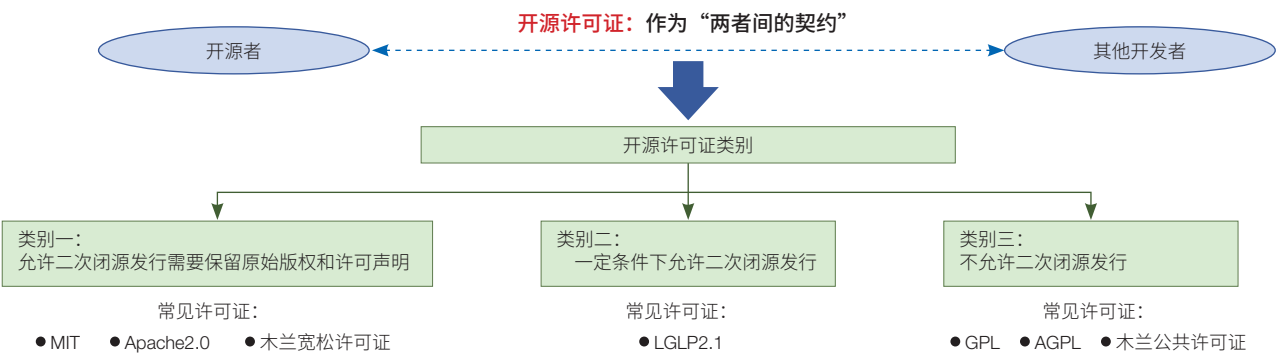 开源许可证：作为“两者间的契约”
开源者
其他开发者
开源许可证类别
类别一：
允许二次闭源发行需要保留原始版权和许可声明
类别二：
一定条件下允许二次闭源发行
类别三：
不允许二次闭源发行
常见许可证：
●MIT ●Apache2.0 ●木兰宽松许可证
常见许可证：
●LGLP2.1
常见许可证：
●GPL ●AGPL ●木兰公共许可证